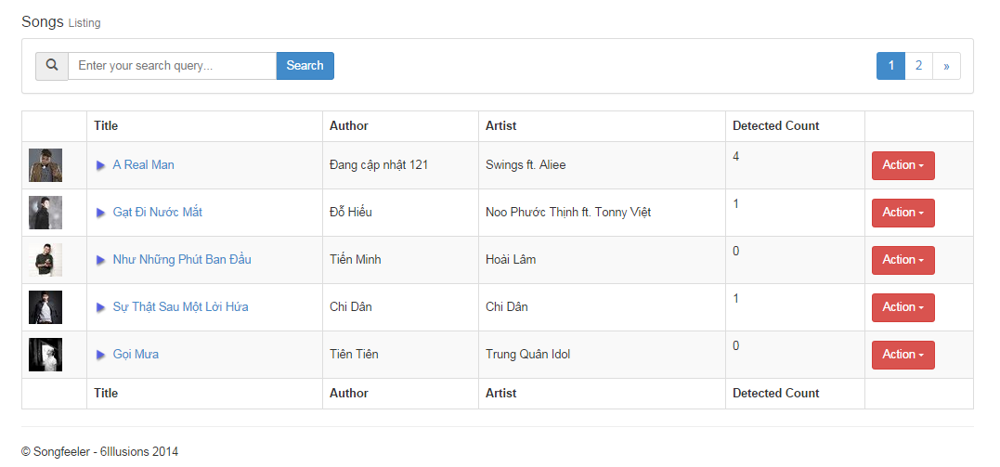 Songs Listing
Enter your search query... Search 1 2 »
Title Author Artist Detected Count
A Real Man Đang cập nhật 121 Swings ft. Aliee 4 Action
Gạt Đi Nước Mắt Đỗ Hiếu Noo Phước Thịnh ft. Tonny Việt 1 Action
Như Những Phút Ban Đầu Tiến Minh Hoài Lâm 0 Action
Sự Thật Sau Một Lời Hứa Chi Dân Chi Dân 1 Action
Gọi Mưa Tiên Tiên Trung Quân Idol 0 Action
Title Author Artist Detected Count
© Songfeeler - 6Illusions 2014